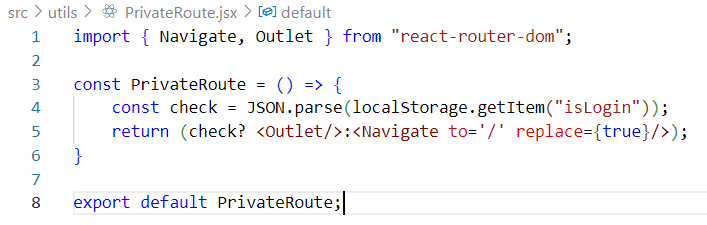 src > utils > PrivateRoute.jsx > default
1 import { Navigate, Outlet } from "react-router-dom";
2
3 const PrivateRoute = () => {
4 const check = JSON.parse(localStorage.getItem("isLogin"));
5 return (check? <Outlet/>:<Navigate to='/' replace={true}/>);
6 }
7
8 export default PrivateRoute;